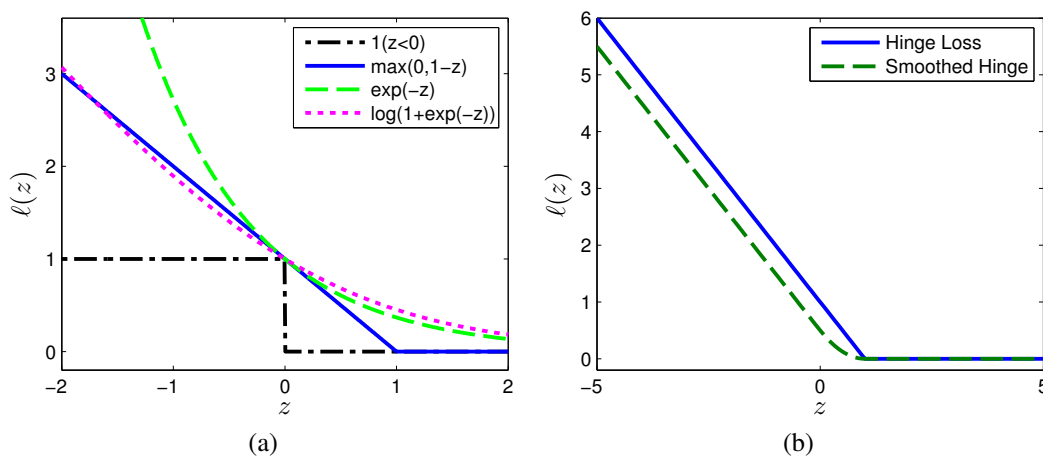 1(z<0)
max(0,1−z)
exp(−z)
log(1+exp(−z))
3
2
1
0
ℓ(z)
−2
−1
0
1
2
z
(a)
Hinge Loss
Smoothed Hinge
6
5
4
3
2
1
0
ℓ(z)
−5
0
5
z
(b)